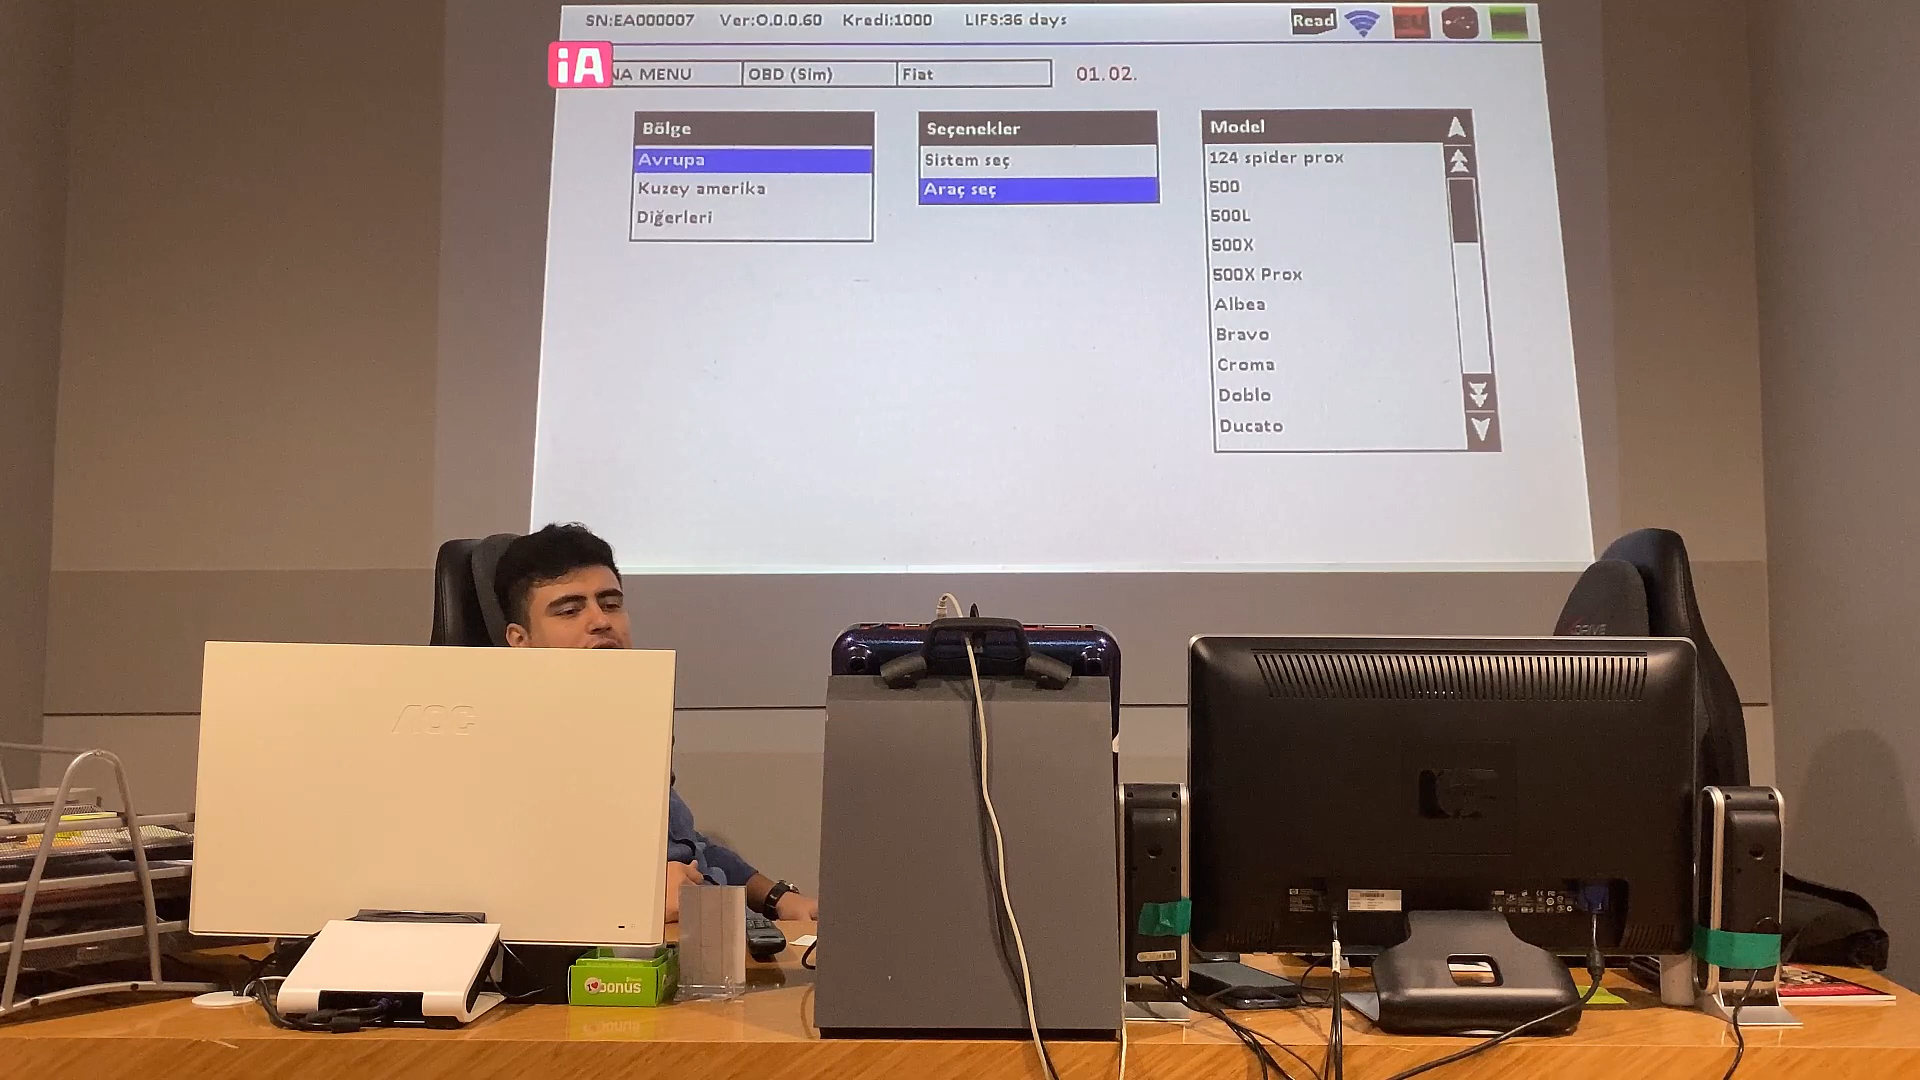 SN:EA000007 Ver:0.0.0.60 Kredi:1000 LIFS:36 days Read
iA
NA MENU OBD (Sim) Fiat 01.02.
Bölge
Avrupa
Kuzey amerika
Diğerleri
Seçenekler
Sistem seç
Araç seç
Model
124 spider prox
500
500L
500X
500X Prox
Albea
Bravo
Croma
Doblo
Ducato
AOC
bonus